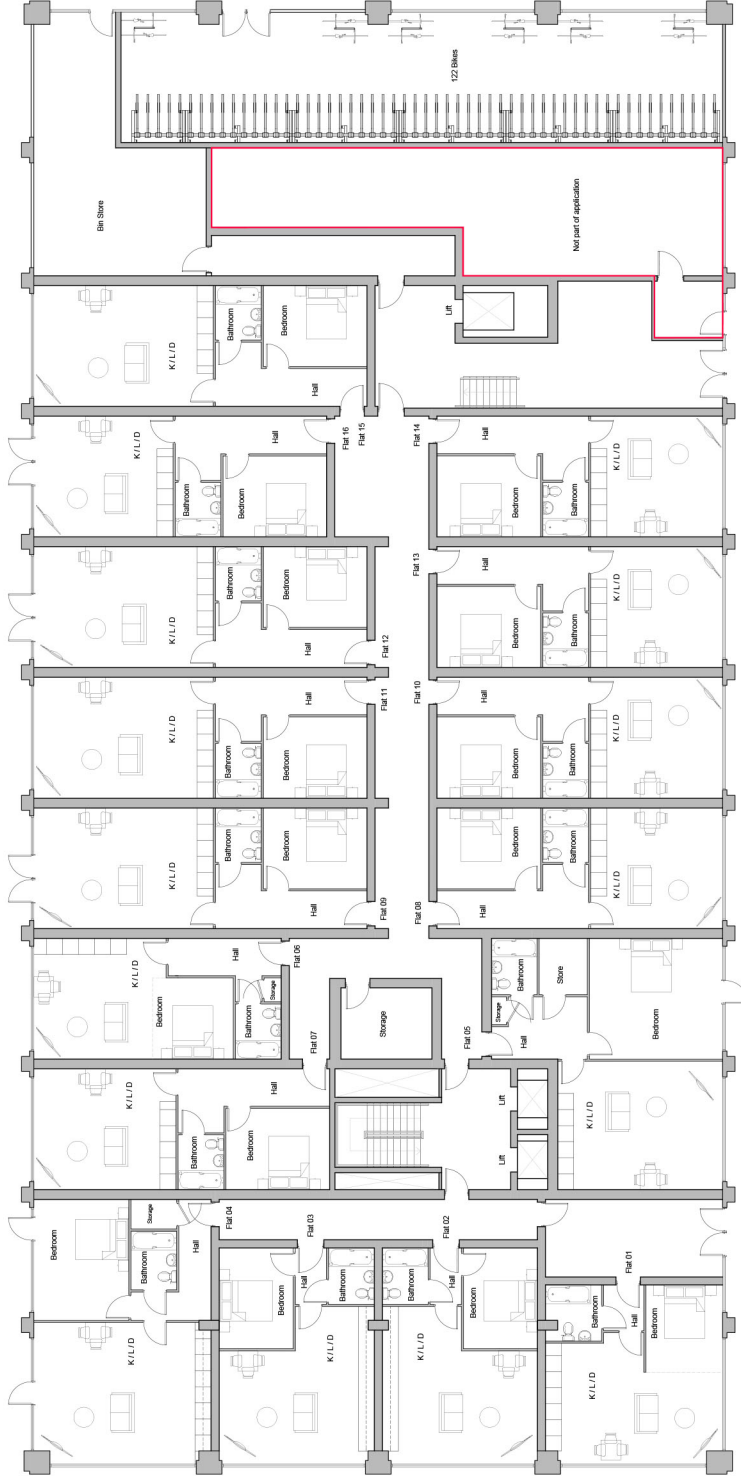 Bin Store
122 Bikes
Not part of application
Lift
K / L / D
Bathroom
Bedroom
Hall
Flat 15
K / L / D
Bathroom
Bedroom
Hall
Flat 16
Flat 14
Hall
Bedroom
Bathroom
K / L / D
K / L / D
Bathroom
Bedroom
Hall
Flat 12
Flat 13
Hall
Bedroom
Bathroom
K / L / D
K / L / D
Bathroom
Bedroom
Hall
Flat 11
Flat 10
Hall
Bedroom
Bathroom
K / L / D
K / L / D
Bathroom
Bedroom
Hall
Flat 09
Flat 08
Hall
Bedroom
Bathroom
K / L / D
K / L / D
Bedroom
Bathroom
Storage
Hall
Flat 06
Storage
Flat 05
Hall
Storage
Bathroom
Store
Bedroom
K / L / D
K / L / D
Bathroom
Bedroom
Hall
Flat 07
Lift
Lift
Bedroom
Storage
Bathroom
Hall
Flat 04
K / L / D
Flat 03
Hall
Bedroom
Bathroom
K / L / D
Flat 02
Hall
Bathroom
Bedroom
K / L / D
Flat 01
Hall
Bathroom
Bedroom
K / L / D